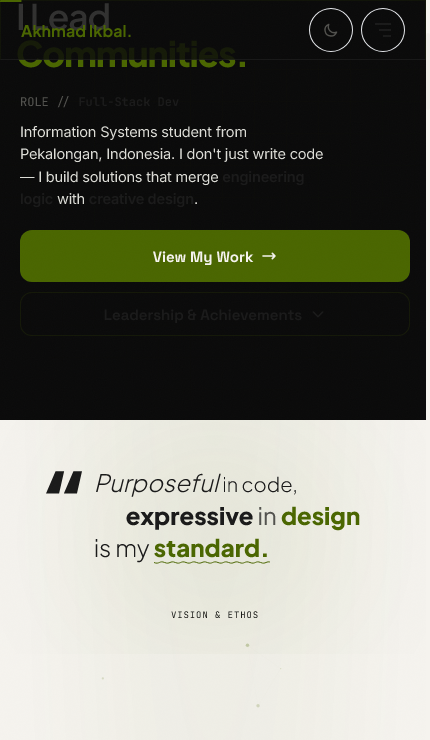 I Lead
Akhmad Ikbal.
Communities.
ROLE // Full-Stack Dev
Information Systems student from
Pekalongan, Indonesia. I don't just write code
— I build solutions that merge engineering
logic with creative design.
View My Work →
Leadership & Achievements
Purposeful in code,
expressive in design
is my standard.
VISION & ETHOS